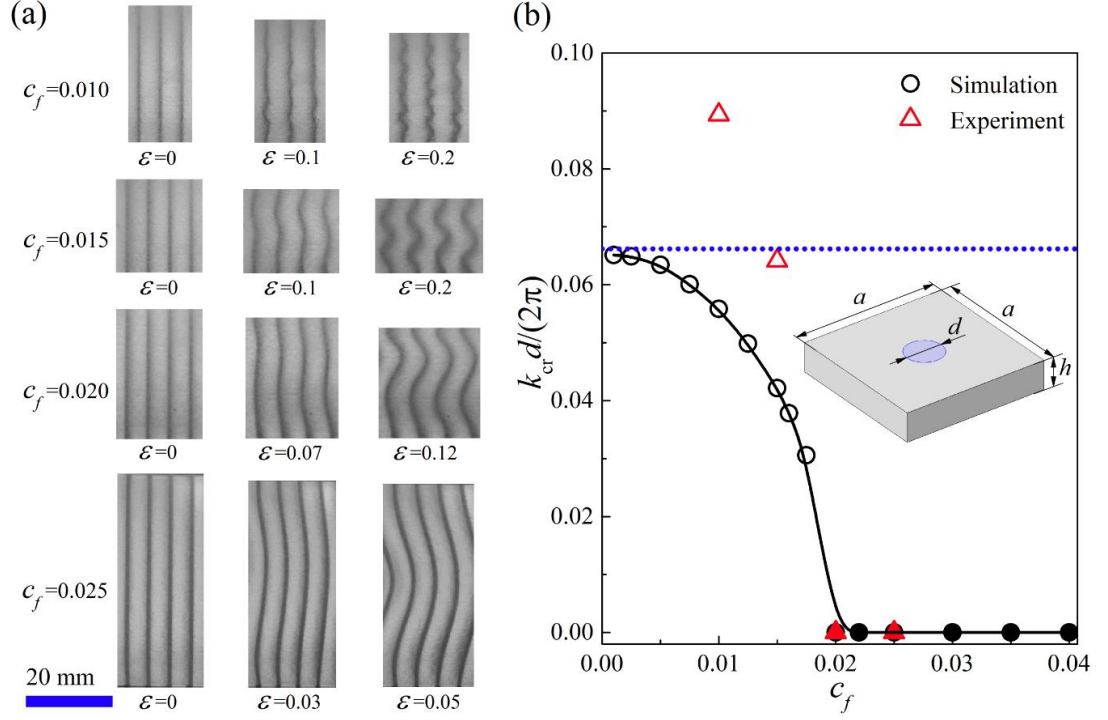 (a)
c_f=0.010
ε=0 ε=0.1 ε=0.2
c_f=0.015
ε=0 ε=0.1 ε=0.2
c_f=0.020
ε=0 ε=0.07 ε=0.12
c_f=0.025
20 mm
ε=0 ε=0.03 ε=0.05
(b)
0.10
0.08
0.06
0.04
0.02
0.00
k_cr d/(2π)
Simulation
Experiment
a
a
d
h
0.00 0.01 0.02 0.03 0.04
c_f